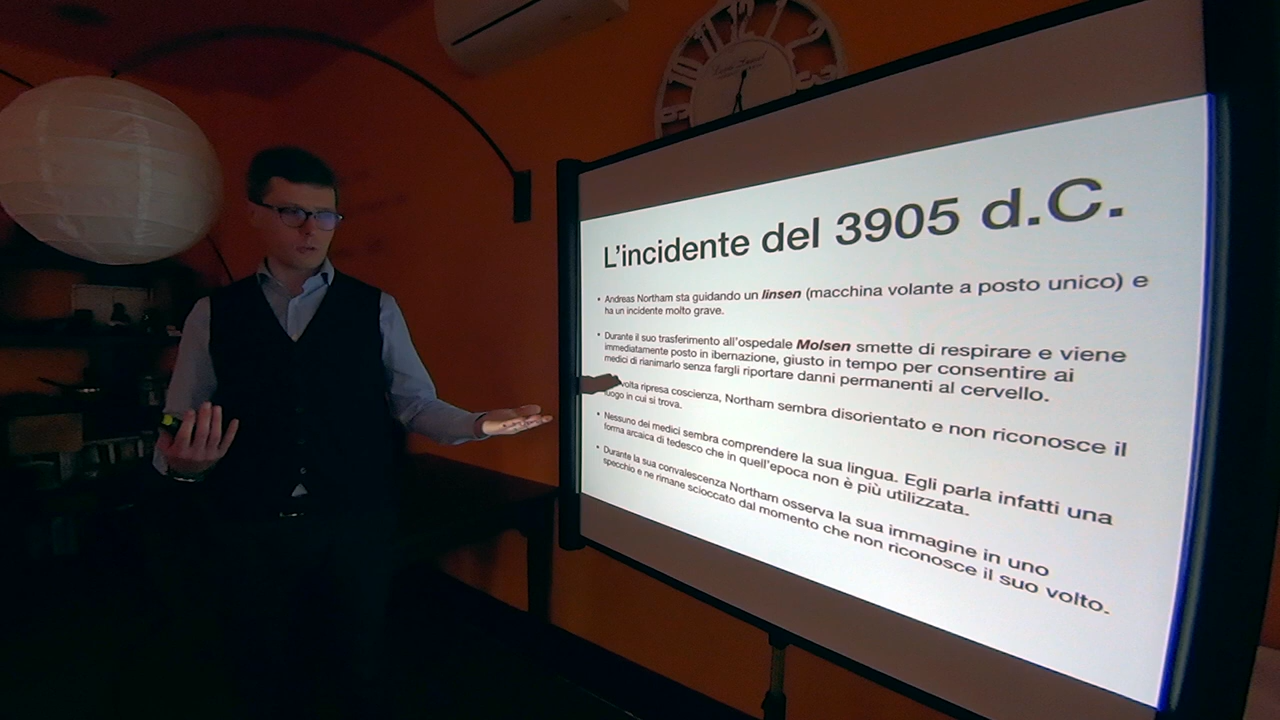 L'incidente del 3905 d.C.
• Andreas Northam sta guidando un linsen (macchina volante a posto unico) e
ha un incidente molto grave.
• Durante il suo trasferimento all'ospedale Molsen smette di respirare e viene
immediatamente posto in ibernazione, giusto in tempo per consentire ai
medici di rianimarlo senza fargli riportare danni permanenti al cervello.
volta ripresa coscienza, Northam sembra disorientato e non riconosce il
luogo in cui si trova.
• Nessuno dei medici sembra comprendere la sua lingua. Egli parla infatti una
forma arcaica di tedesco che in quell'epoca non è più utilizzata.
• Durante la sua convalescenza Northam osserva la sua immagine in uno
specchio e ne rimane scioccato dal momento che non riconosce il suo volto.